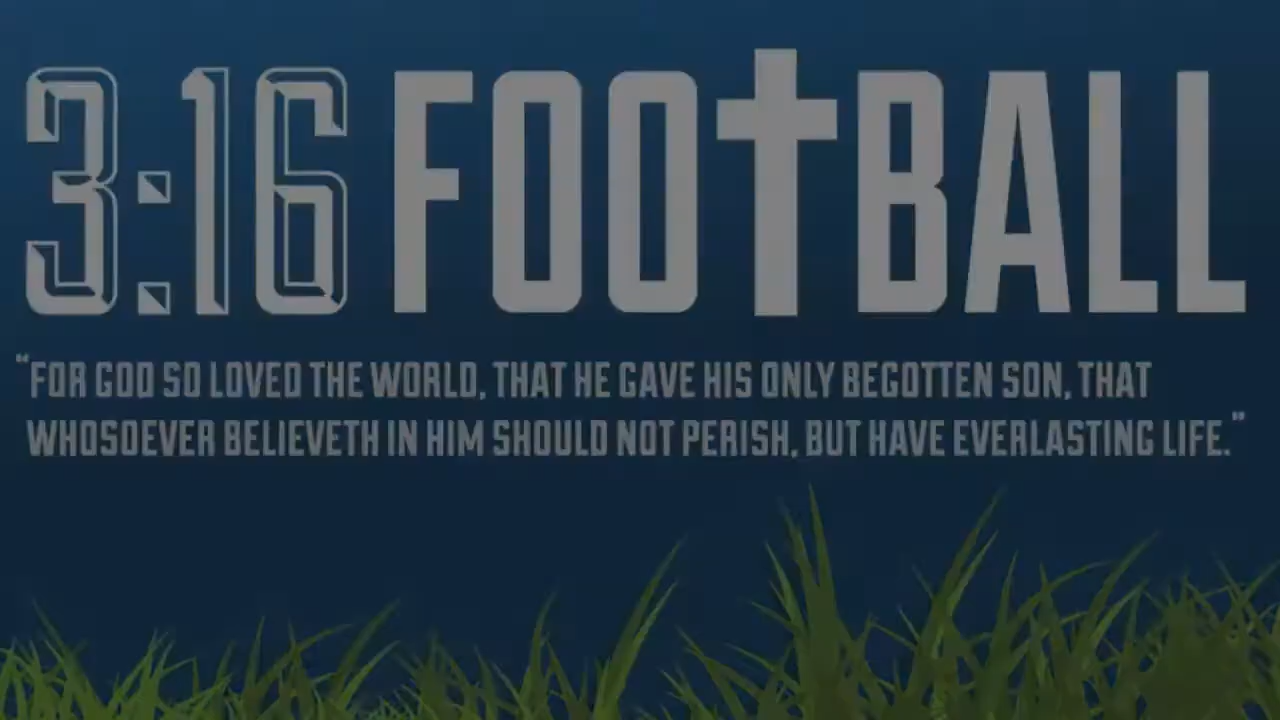 3:16 FOOTBALL
“FOR GOD SO LOVED THE WORLD, THAT HE GAVE HIS ONLY BEGOTTEN SON, THAT
WHOSOEVER BELIEVETH IN HIM SHOULD NOT PERISH, BUT HAVE EVERLASTING LIFE.”